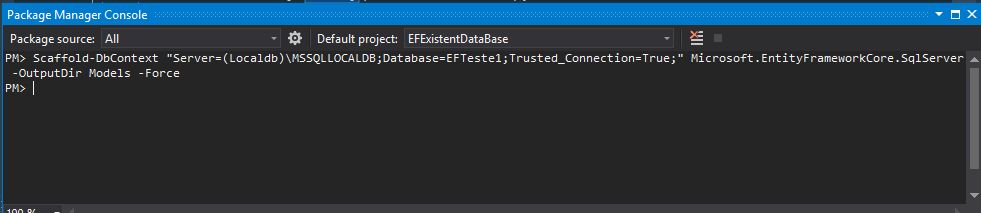 Package Manager Console
Package source: All Default project: EFExistentDataBase
PM> Scaffold-DbContext "Server=(Localdb)\MSSQLLOCALDB;Database=EFTeste1;Trusted_Connection=True;" Microsoft.EntityFrameworkCore.SqlServer
-OutputDir Models -Force
PM>
100 %